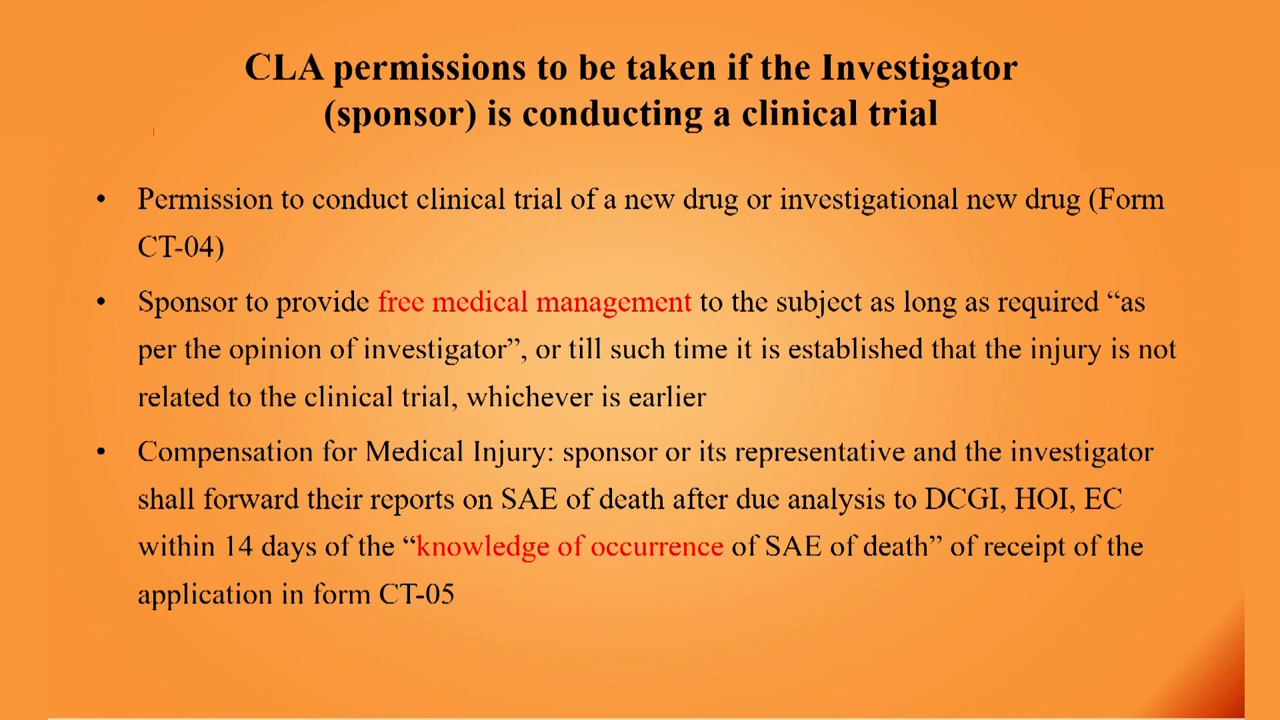 CLA permissions to be taken if the Investigator
(sponsor) is conducting a clinical trial
• Permission to conduct clinical trial of a new drug or investigational new drug (Form
CT-04)
• Sponsor to provide free medical management to the subject as long as required “as
per the opinion of investigator”, or till such time it is established that the injury is not
related to the clinical trial, whichever is earlier
• Compensation for Medical Injury: sponsor or its representative and the investigator
shall forward their reports on SAE of death after due analysis to DCGI, HOI, EC
within 14 days of the “knowledge of occurrence of SAE of death” of receipt of the
application in form CT-05